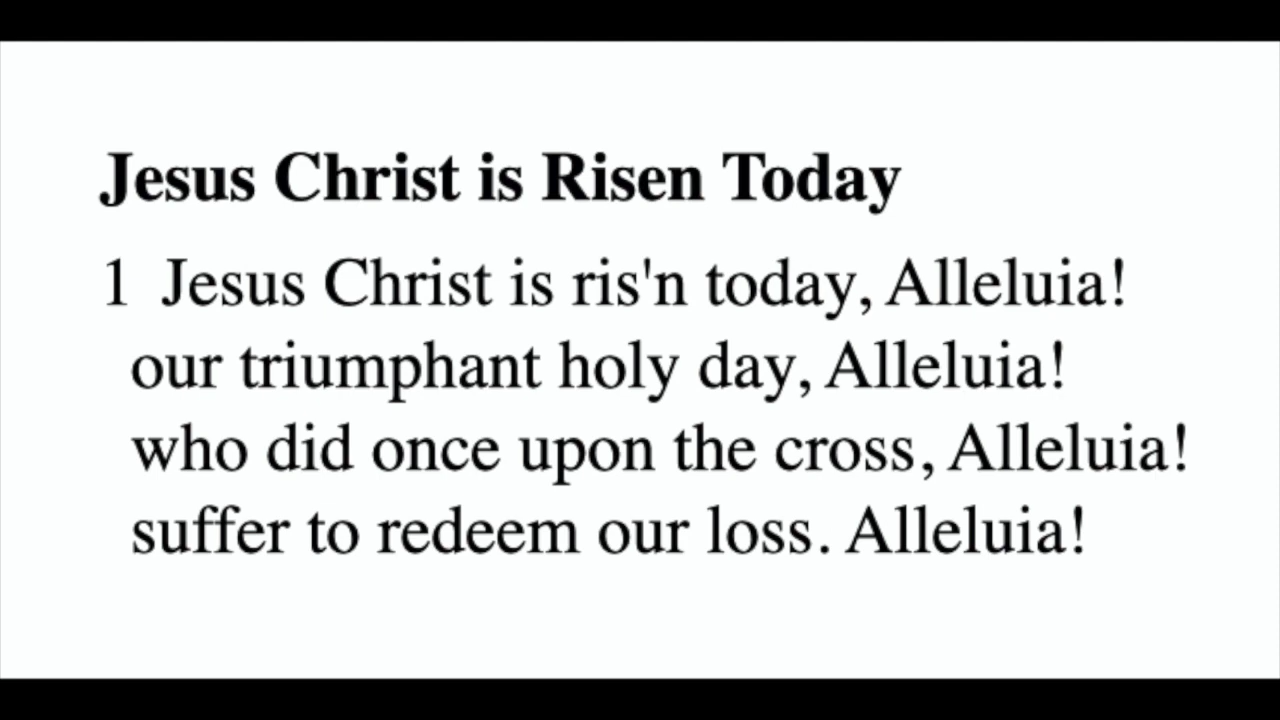 Jesus Christ is Risen Today
1 Jesus Christ is ris'n today, Alleluia!
our triumphant holy day, Alleluia!
who did once upon the cross, Alleluia!
suffer to redeem our loss. Alleluia!